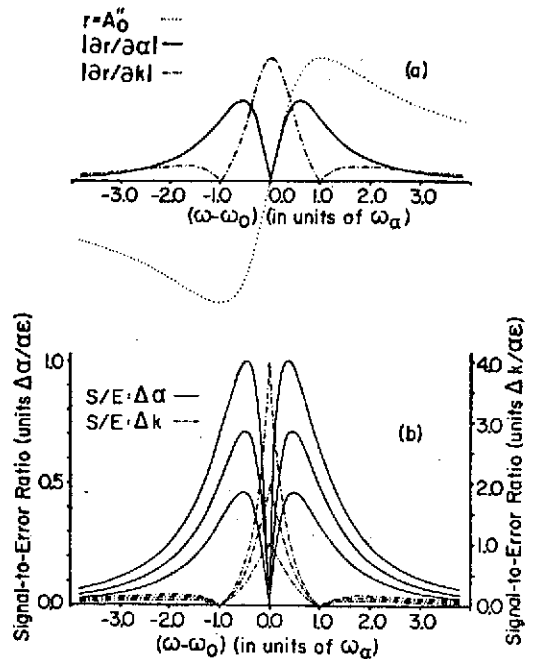 r=A₀″
|∂r/∂α|
|∂r/∂k|
(a)
-3.0 -2.0 -1.0 0.0 1.0 2.0 3.0
(ω-ω₀) (in units of ωα)
Signal-to-Error Ratio (units Δα/αε)
1.0
0.5
0.0
S/E:Δα
S/E:Δk
(b)
4.0
3.0
2.0
1.0
0.0
Signal-to-Error Ratio (units Δk/αε)
-3.0 -2.0 -1.0 0.0 1.0 2.0 3.0
(ω-ω₀) (in units of ωα)